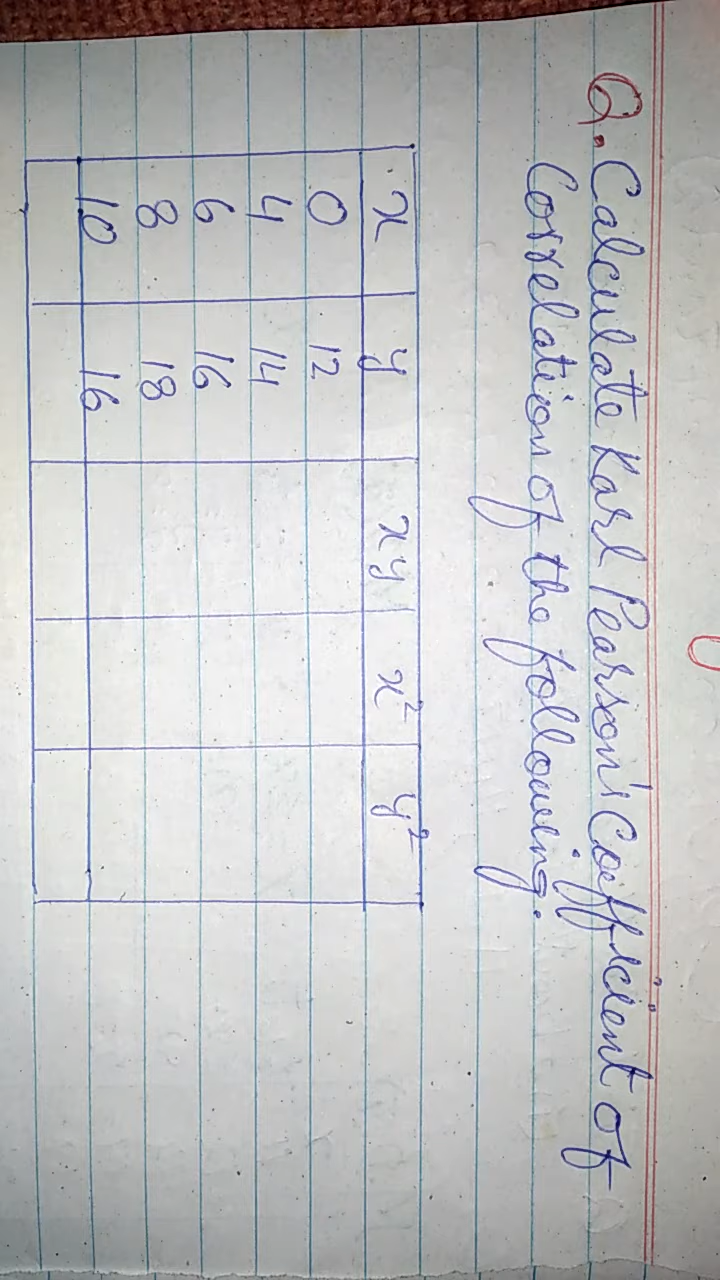 Q. Calculate Karl Pearson's Coefficient of
Correlation of the following.
x y xy x² y²
0 12
4 14
6 16
8 18
10 16